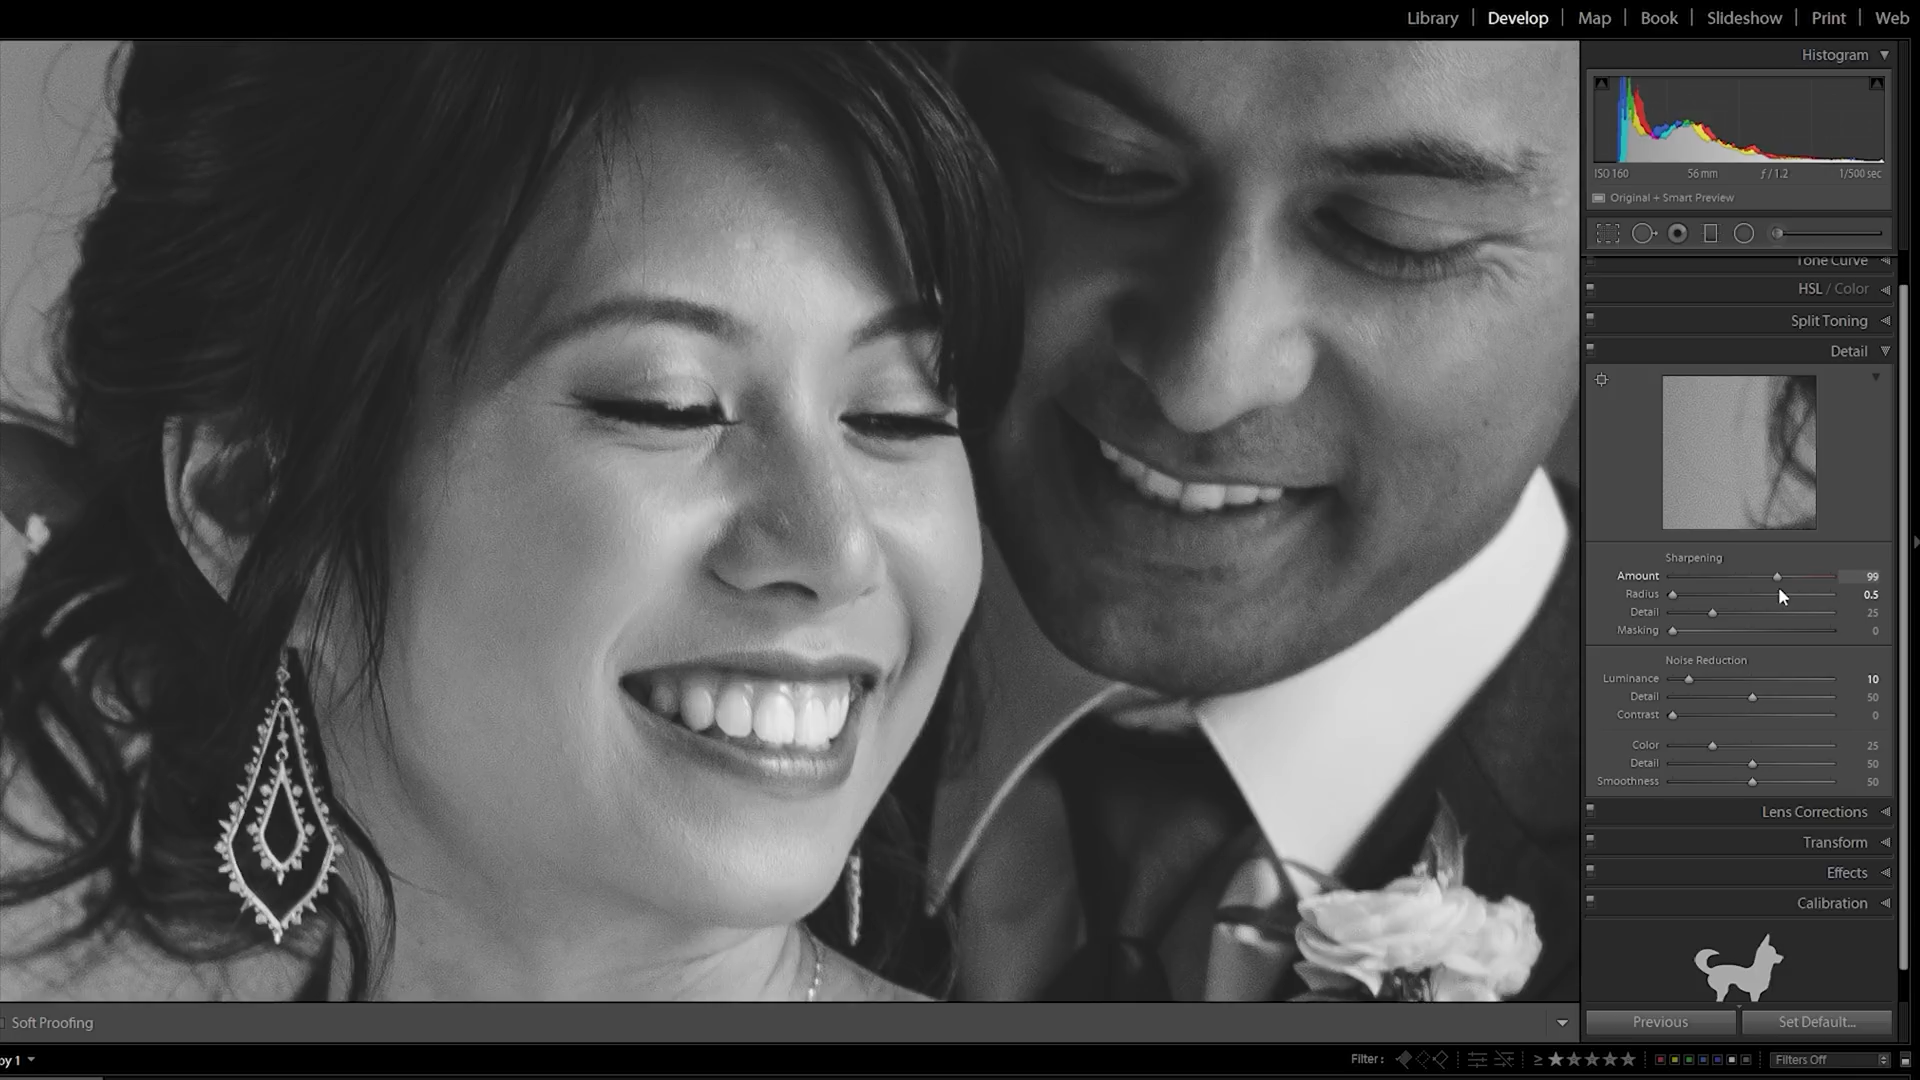 Library | Develop | Map | Book | Slideshow | Print | Web
Histogram
ISO 160 56 mm ƒ / 1.2 1/500 sec
Original + Smart Preview
Tone Curve
HSL / Color
Split Toning
Detail
Sharpening
Amount 99
Radius 0.5
Detail 25
Masking 0
Noise Reduction
Luminance 10
Detail 50
Contrast 0
Color 25
Detail 50
Smoothness 50
Lens Corrections
Transform
Effects
Calibration
Soft Proofing
Previous Set Default...
py 1 Filter: ≥ Filters Off